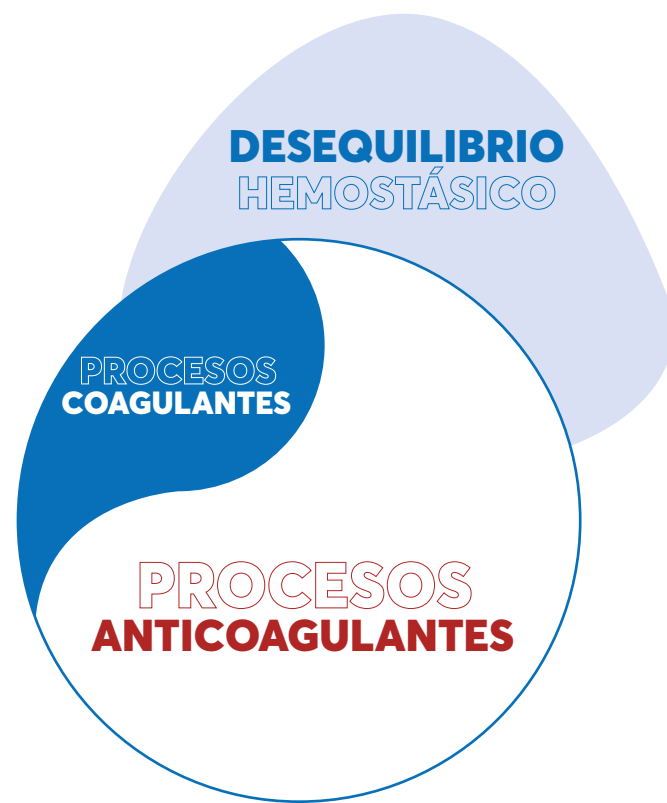 DESEQUILIBRIO
HEMOSTÁSICO
PROCESOS
COAGULANTES
PROCESOS
ANTICOAGULANTES